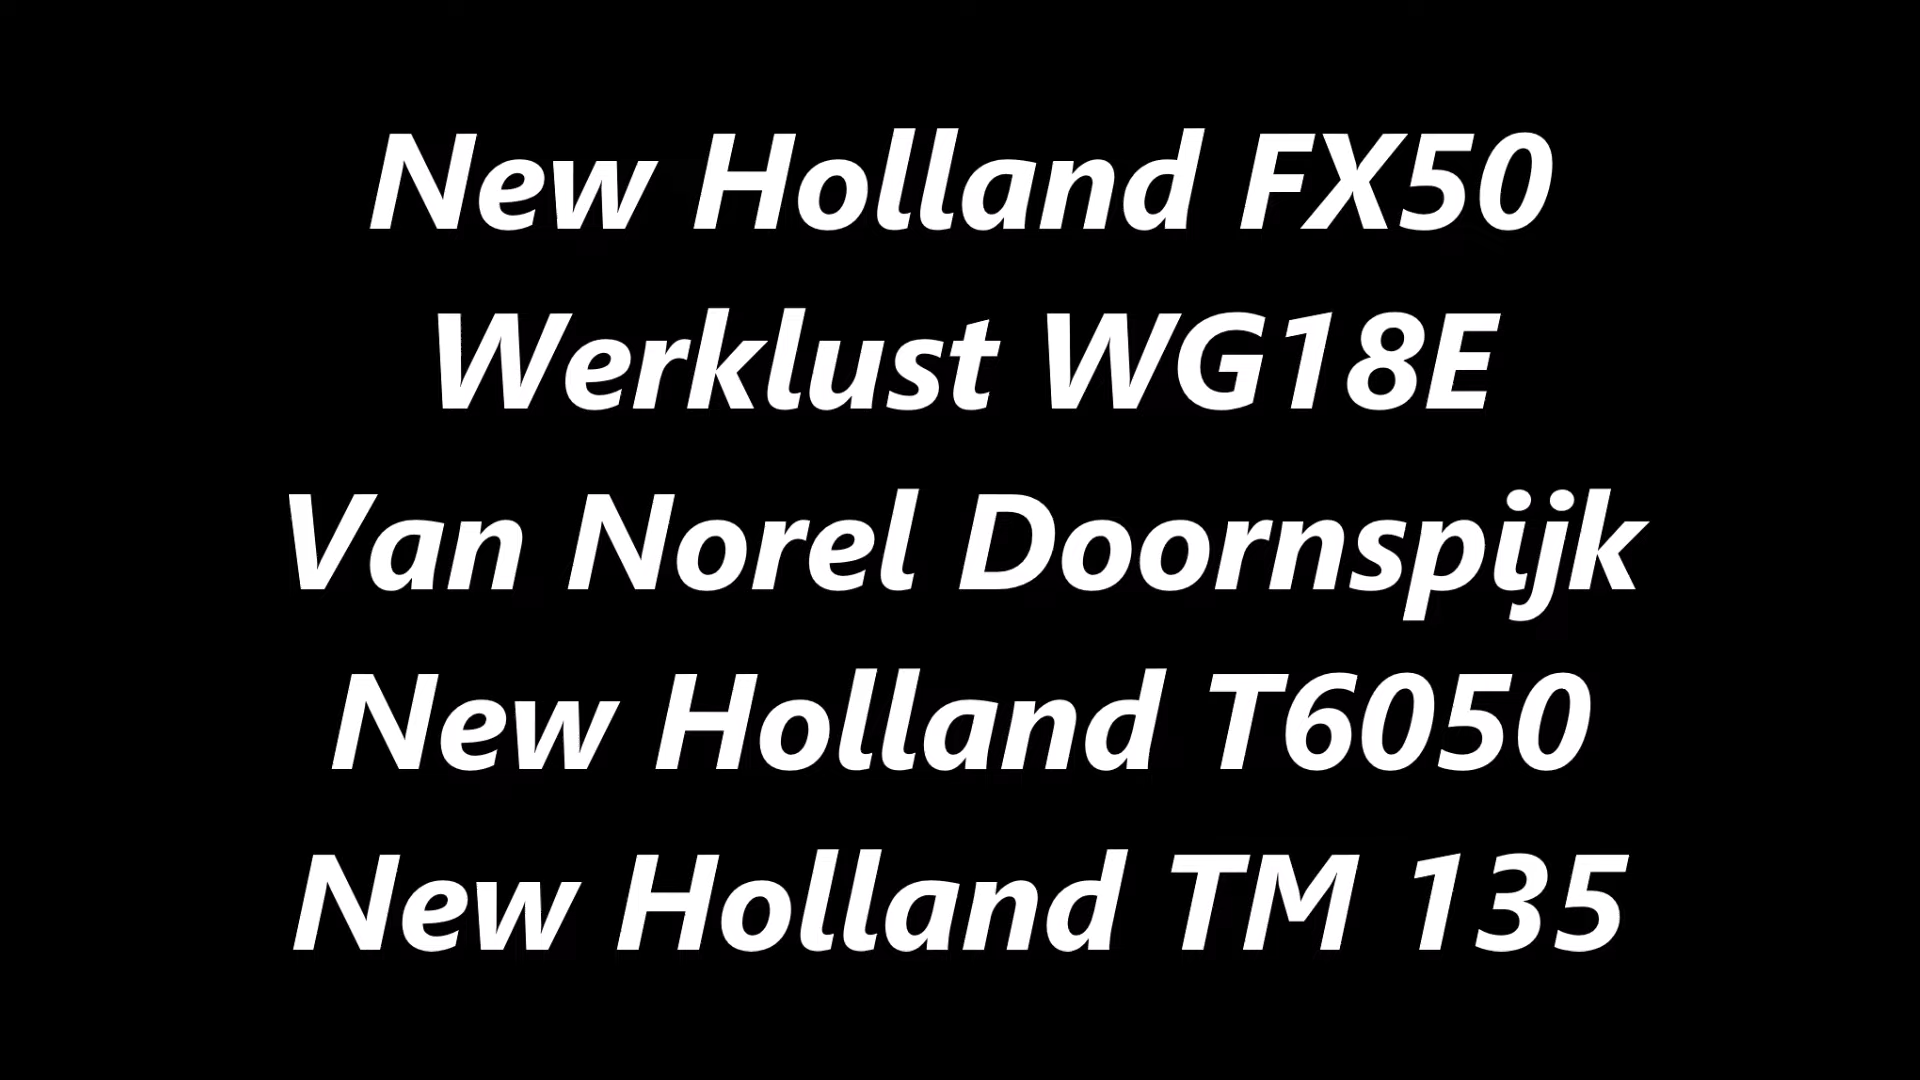 New Holland FX50
Werklust WG18E
Van Norel Doornspijk
New Holland T6050
New Holland TM 135